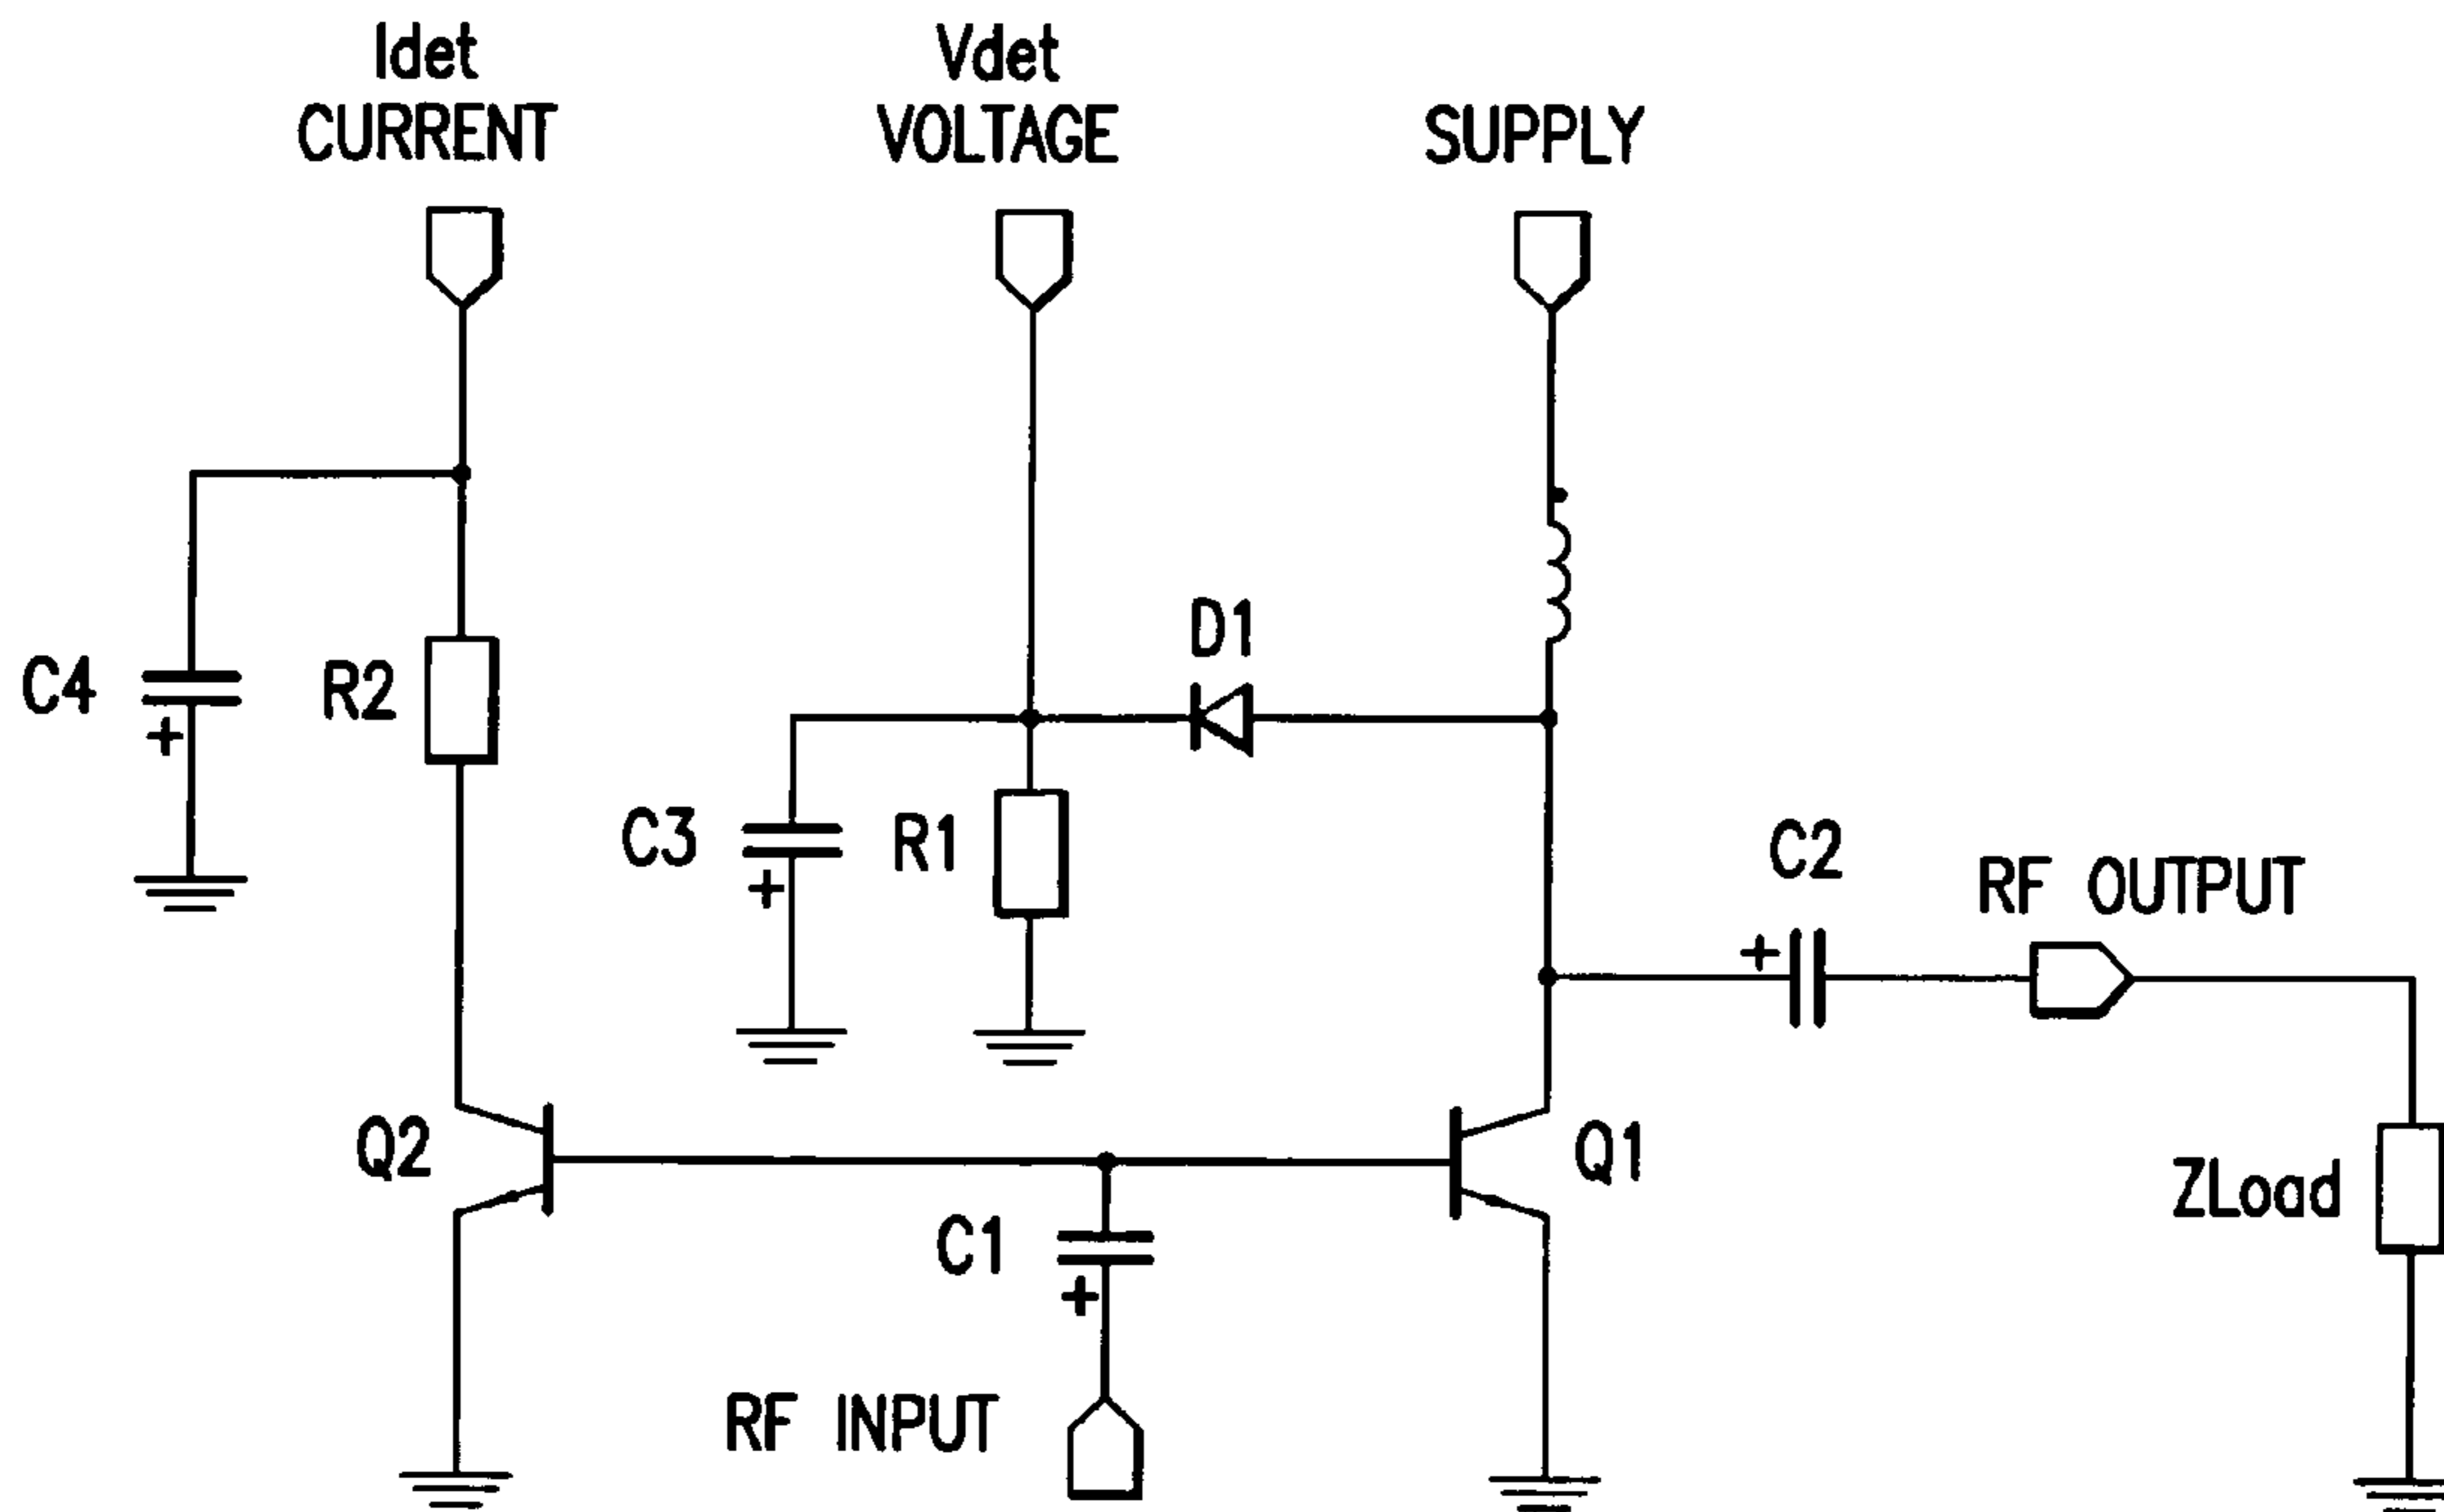 Idet
CURRENT
Vdet
VOLTAGE
SUPPLY
D1
C4
+
R2
C3
+
R1
C2
+
RF OUTPUT
Q2
Q1
ZLoad
C1
+
RF INPUT